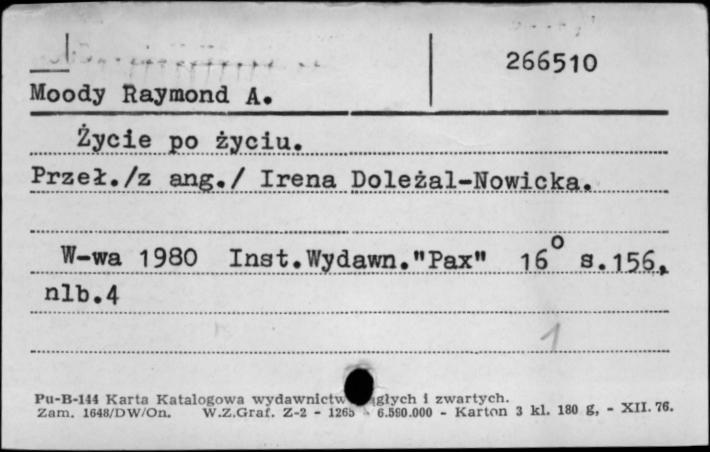 266510
Moody Raymond A.
Życie po życiu.
Przeł./z ang./ Irena Doleżal-Nowicka.
W-wa 1980 Inst.Wydawn."Pax" 16° s.156,
nlb.4
1
Pu-B-144 Karta Katalogowa wydawnictw i zwartych.
Zam. 1648/DW/On. W.Z.Graf. Z-2 - 1265 6.590.000 - Karton 3 kl. 180 g, - XII. 76.